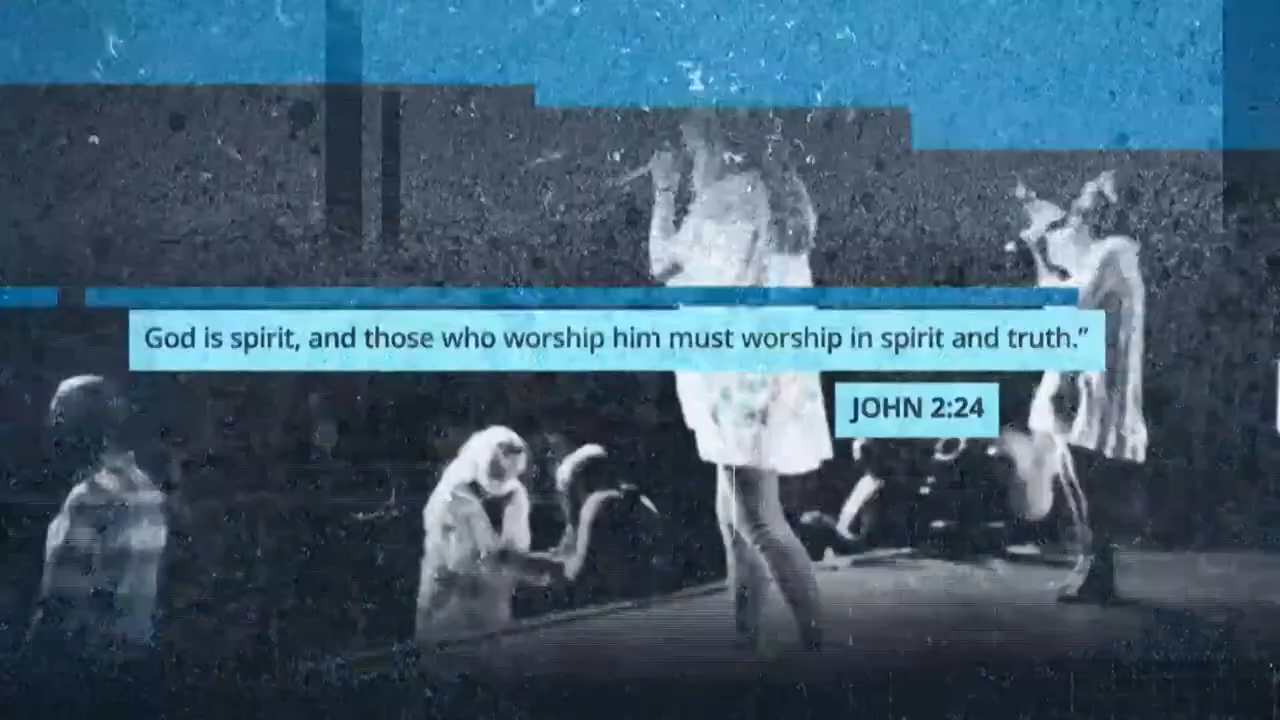 God is spirit, and those who worship him must worship in spirit and truth.”
JOHN 2:24